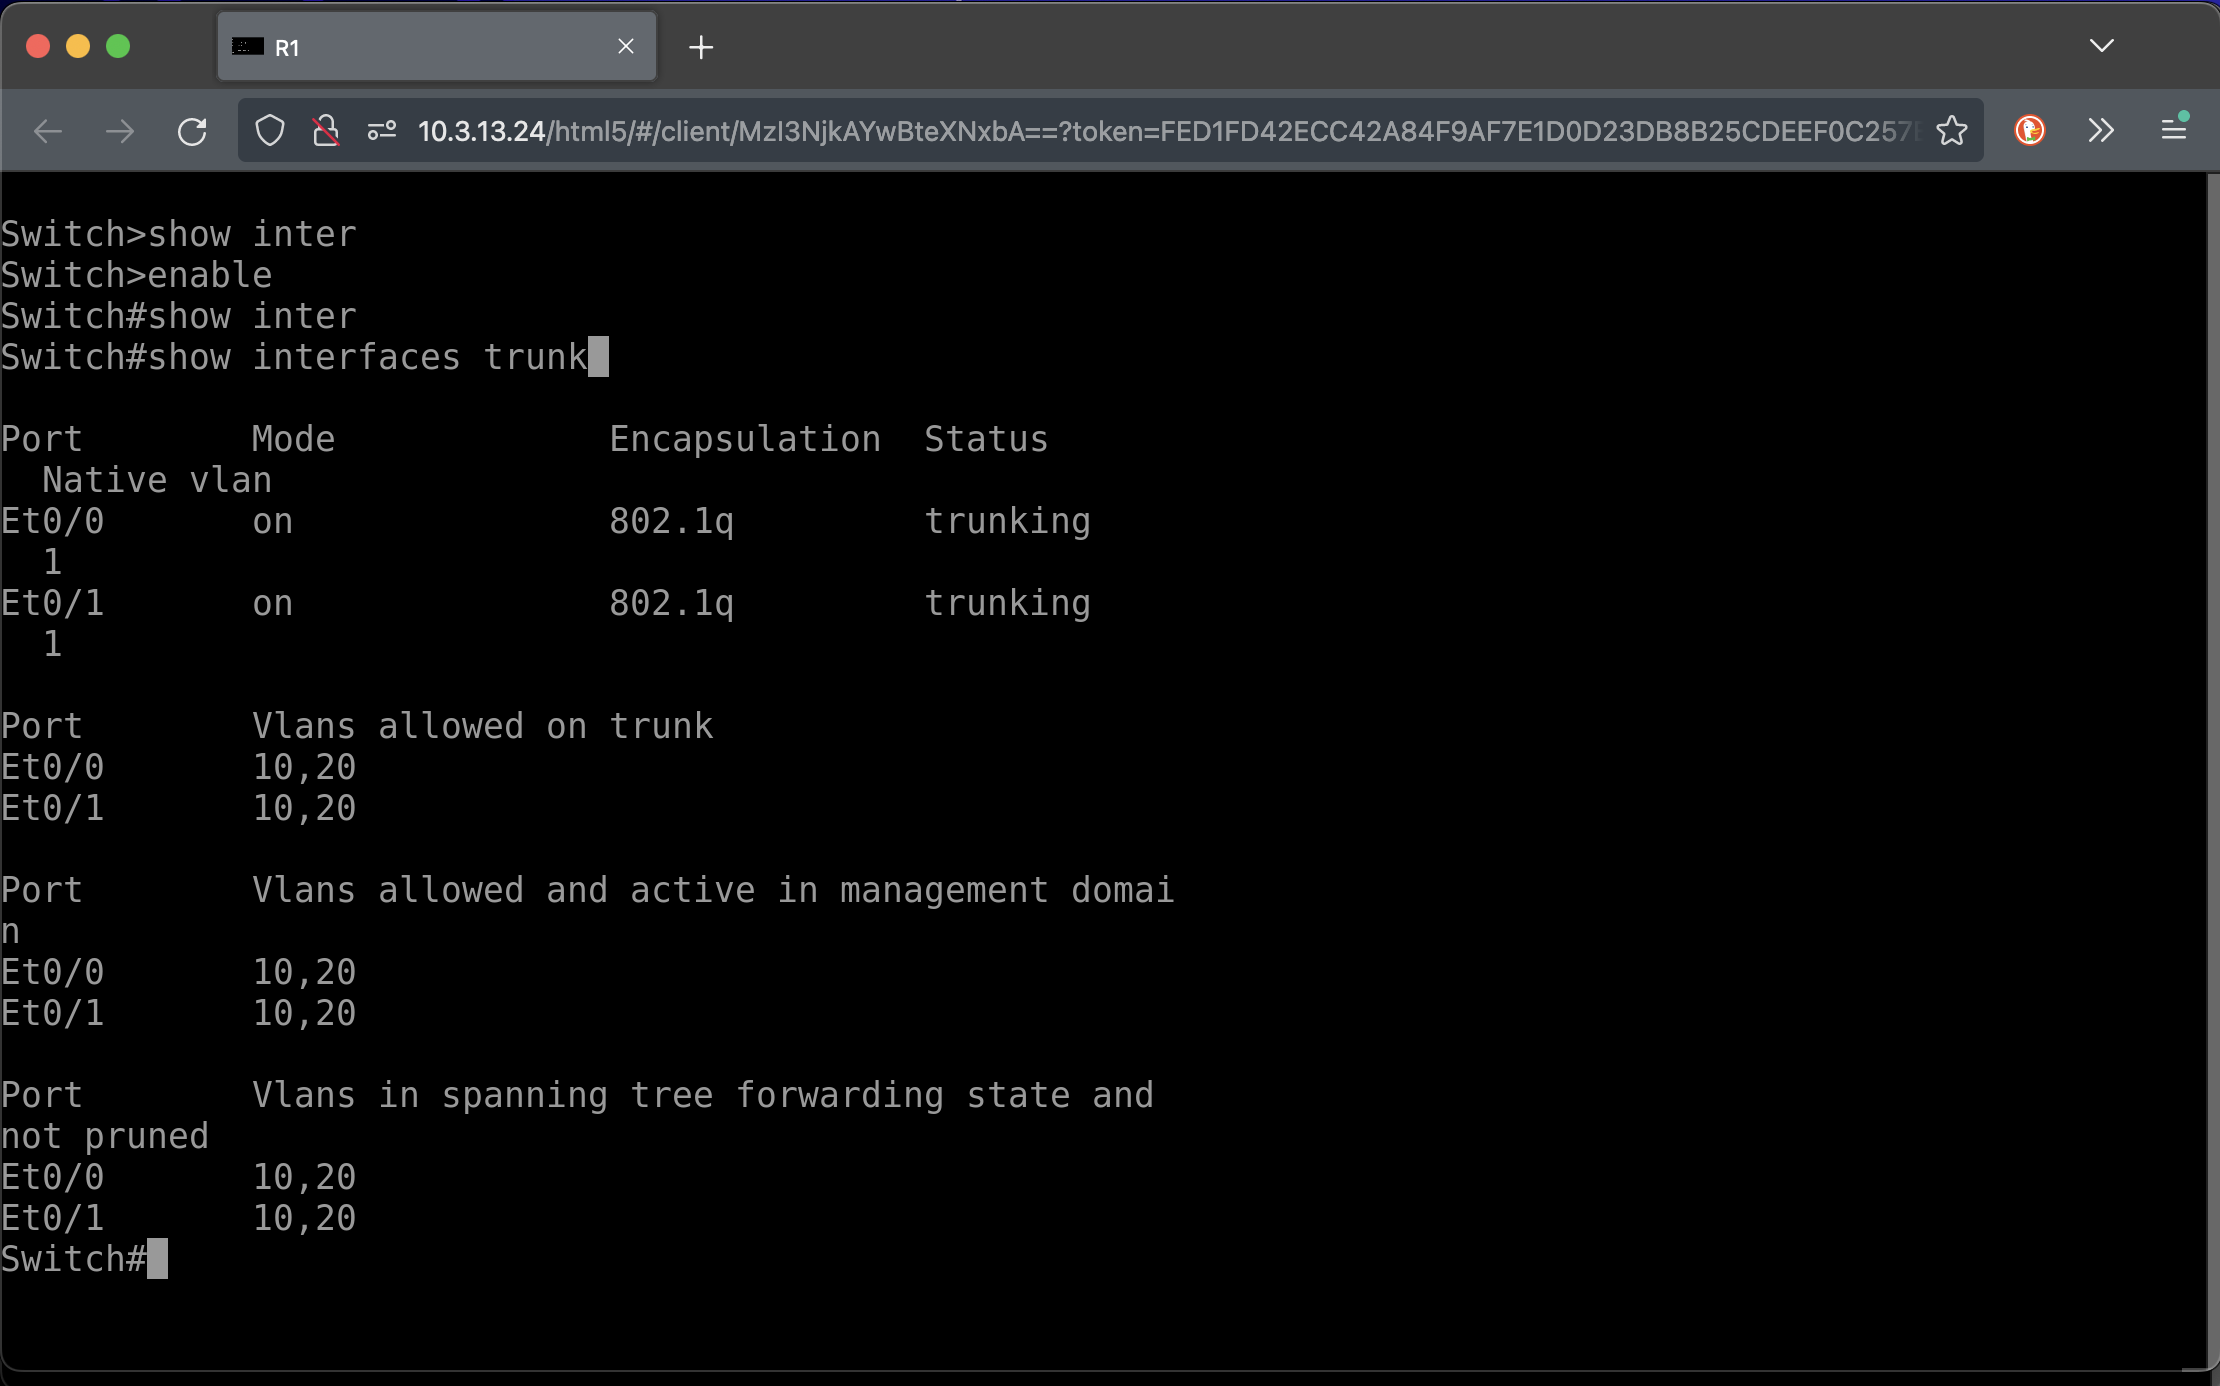 R1
10.3.13.24/html5/#/client/MzI3NjkAYwBteXNxbA==?token=FED1FD42ECC42A84F9AF7E1D0D23DB8B25CDEEF0C257
Switch>show inter
Switch>enable
Switch#show inter
Switch#show interfaces trunk
Port        Mode             Encapsulation  Status
  Native vlan
Et0/0       on               802.1q         trunking
  1
Et0/1       on               802.1q         trunking
  1
Port        Vlans allowed on trunk
Et0/0       10,20
Et0/1       10,20
Port        Vlans allowed and active in management domai
n
Et0/0       10,20
Et0/1       10,20
Port        Vlans in spanning tree forwarding state and
not pruned
Et0/0       10,20
Et0/1       10,20
Switch#